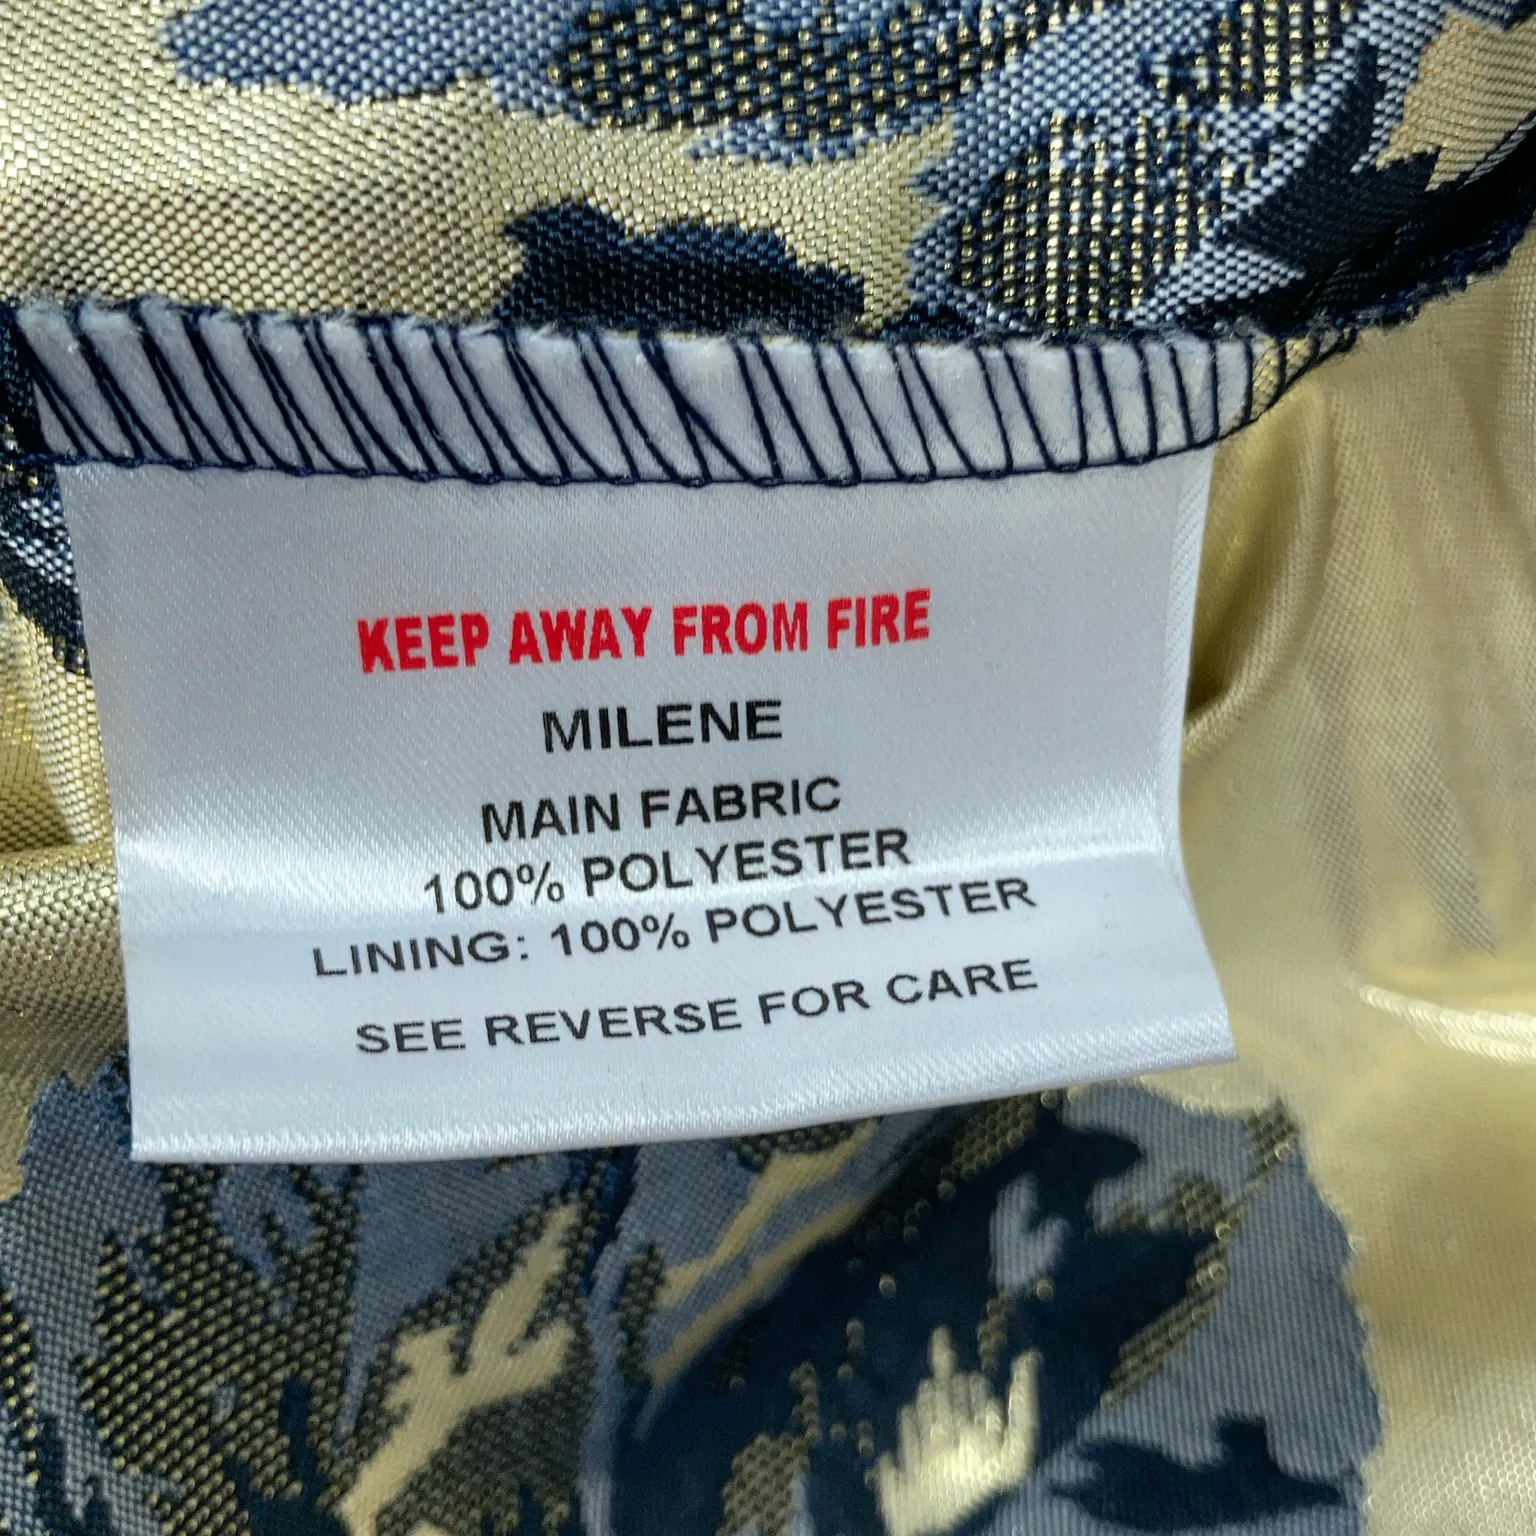 KEEP AWAY FROM FIRE
MILENE
MAIN FABRIC
100% POLYESTER
LINING: 100% POLYESTER
SEE REVERSE FOR CARE